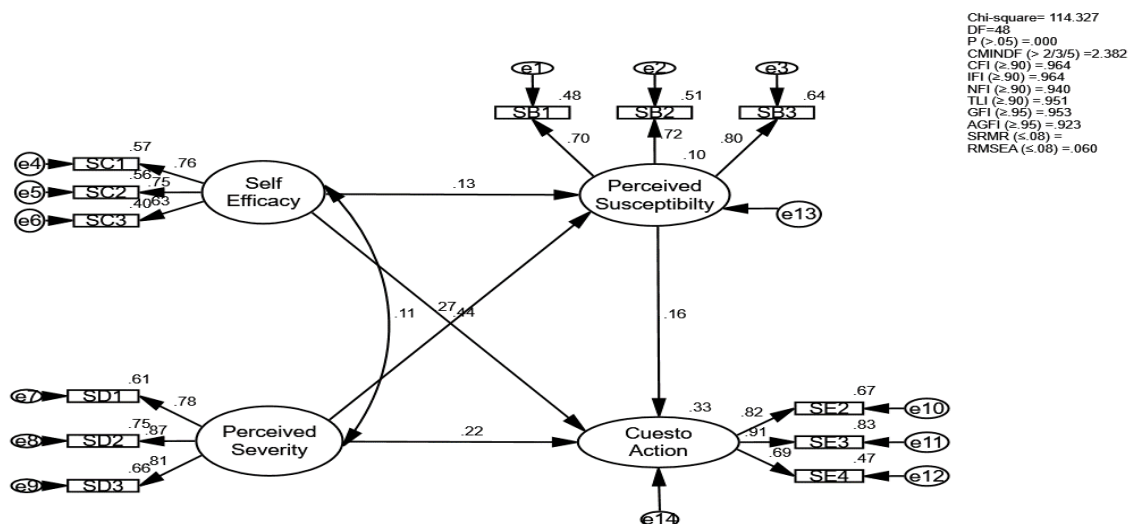 Chi-square= 114.327
DF=48
P (>.05) =.000
CMINDF (> 2/3/5) =2.382
CFI (≥.90) =.964
IFI (≥.90) =.964
NFI (≥.90) =.940
TLI (≥.90) =.951
GFI (≥.95) =.953
AGFI (≥.95) =.923
SRMR (≤.08) =
RMSEA (≤.08) =.060
e1 e2 e3
.48 .51 .64
SB1 SB2 SB3
.70 .72 .80
.10
.57
e4 SC1 .76
.56
e5 SC2 .75
.40
e6 SC3 .63
Self
Efficacy
.13
Perceived
Susceptibilty
e13
.11
.27
.44
.16
.61
e7 SD1 .78
.75
e8 SD2 .87
.66
e9 SD3 .81
Perceived
Severity
.22
.33
Cuesto
Action
.67
.82 SE2 e10
.83
.91 SE3 e11
.47
.69 SE4 e12
e14